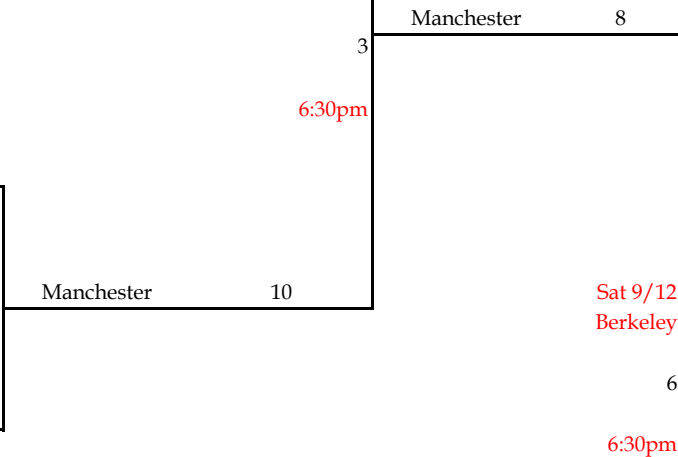 Manchester 8
3
6:30pm
Manchester 10
Sat 9/12
Berkeley
6
6:30pm